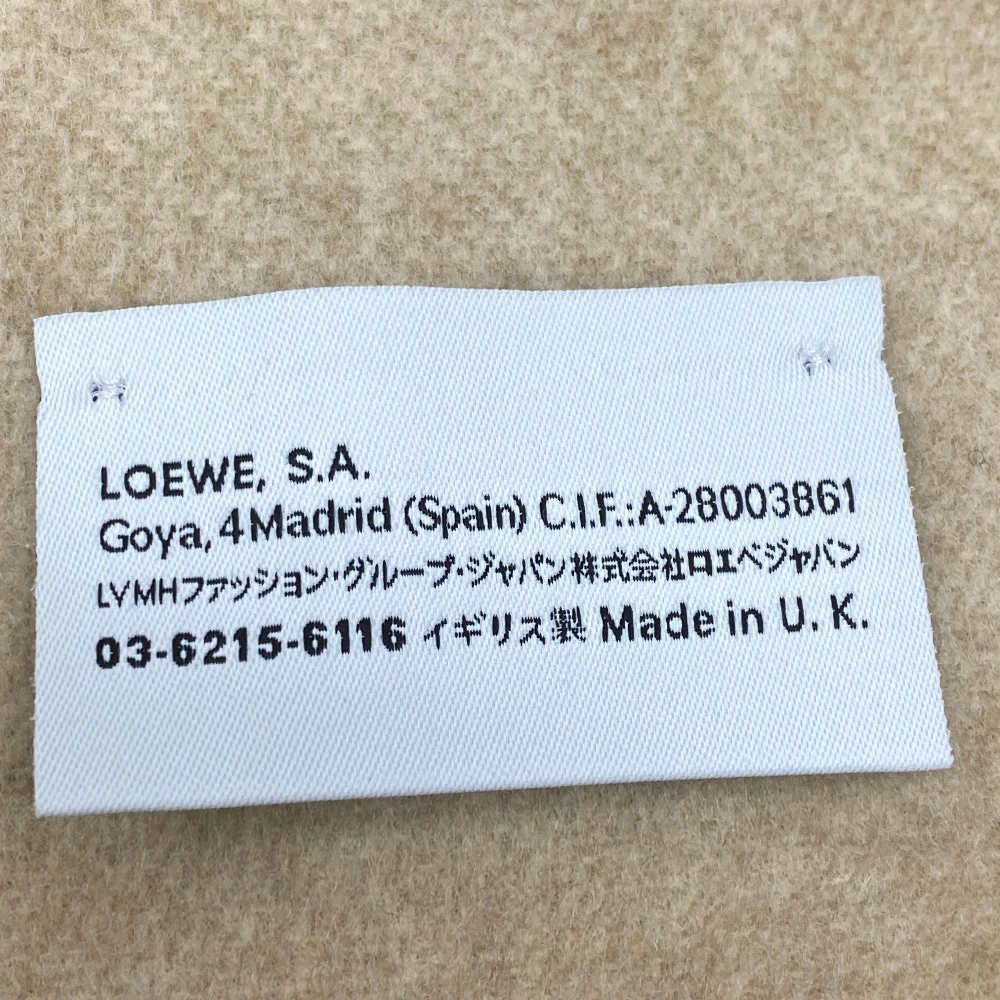 LOEWE, S.A.
Goya, 4 Madrid (Spain) C.I.F.:A-28003861
LVMHファッション・グループ・ジャパン株式会社ロエベジャパン
03-6215-6116 イギリス製 Made in U. K.